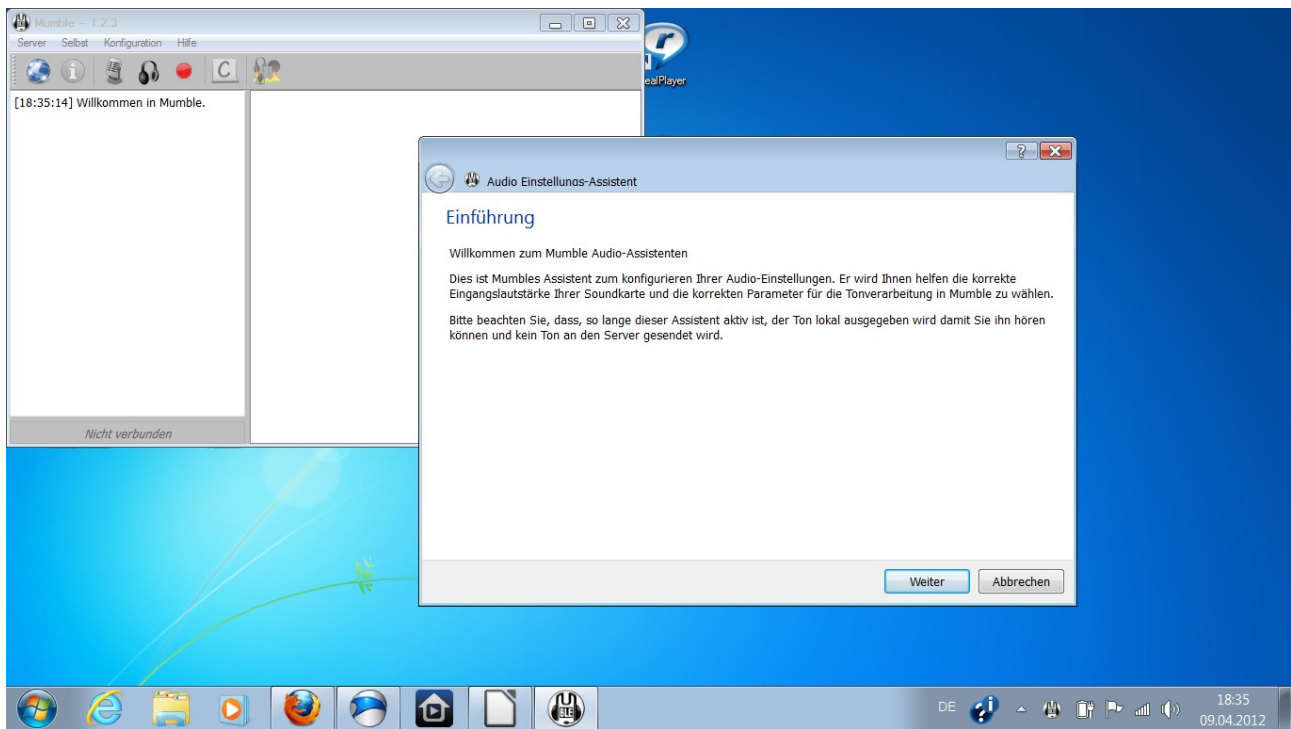 Mumble – 1.2.3
Server Selbst Konfiguration Hilfe
C
ealPlayer
[18:35:14] Willkommen in Mumble.
Audio Einstellungs-Assistent
Einführung
Willkommen zum Mumble Audio-Assistenten
Dies ist Mumbles Assistent zum konfigurieren Ihrer Audio-Einstellungen. Er wird Ihnen helfen die korrekte
Eingangslautstärke Ihrer Soundkarte und die korrekten Parameter für die Tonverarbeitung in Mumble zu wählen.
Bitte beachten Sie, dass, so lange dieser Assistent aktiv ist, der Ton lokal ausgegeben wird damit Sie ihn hören
können und kein Ton an den Server gesendet wird.
Nicht verbunden
Weiter Abbrechen
DE
18:35
09.04.2012